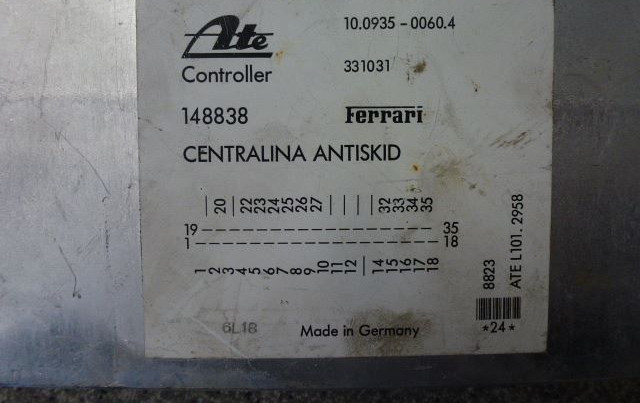 Ate 10.0935-0060.4
Controller 331031
148838 Ferrari
CENTRALINA ANTISKID
| 20 | 22 23 24 25 26 27 | | | | 32 33 34 35
19 ------------------------ 35
1 ------------------------ 18
1 2 3 4 5 6 7 8 9 10 11 12 | 14 15 16 17 18
6L18 Made in Germany
8823 ATE L101.2958
*24*